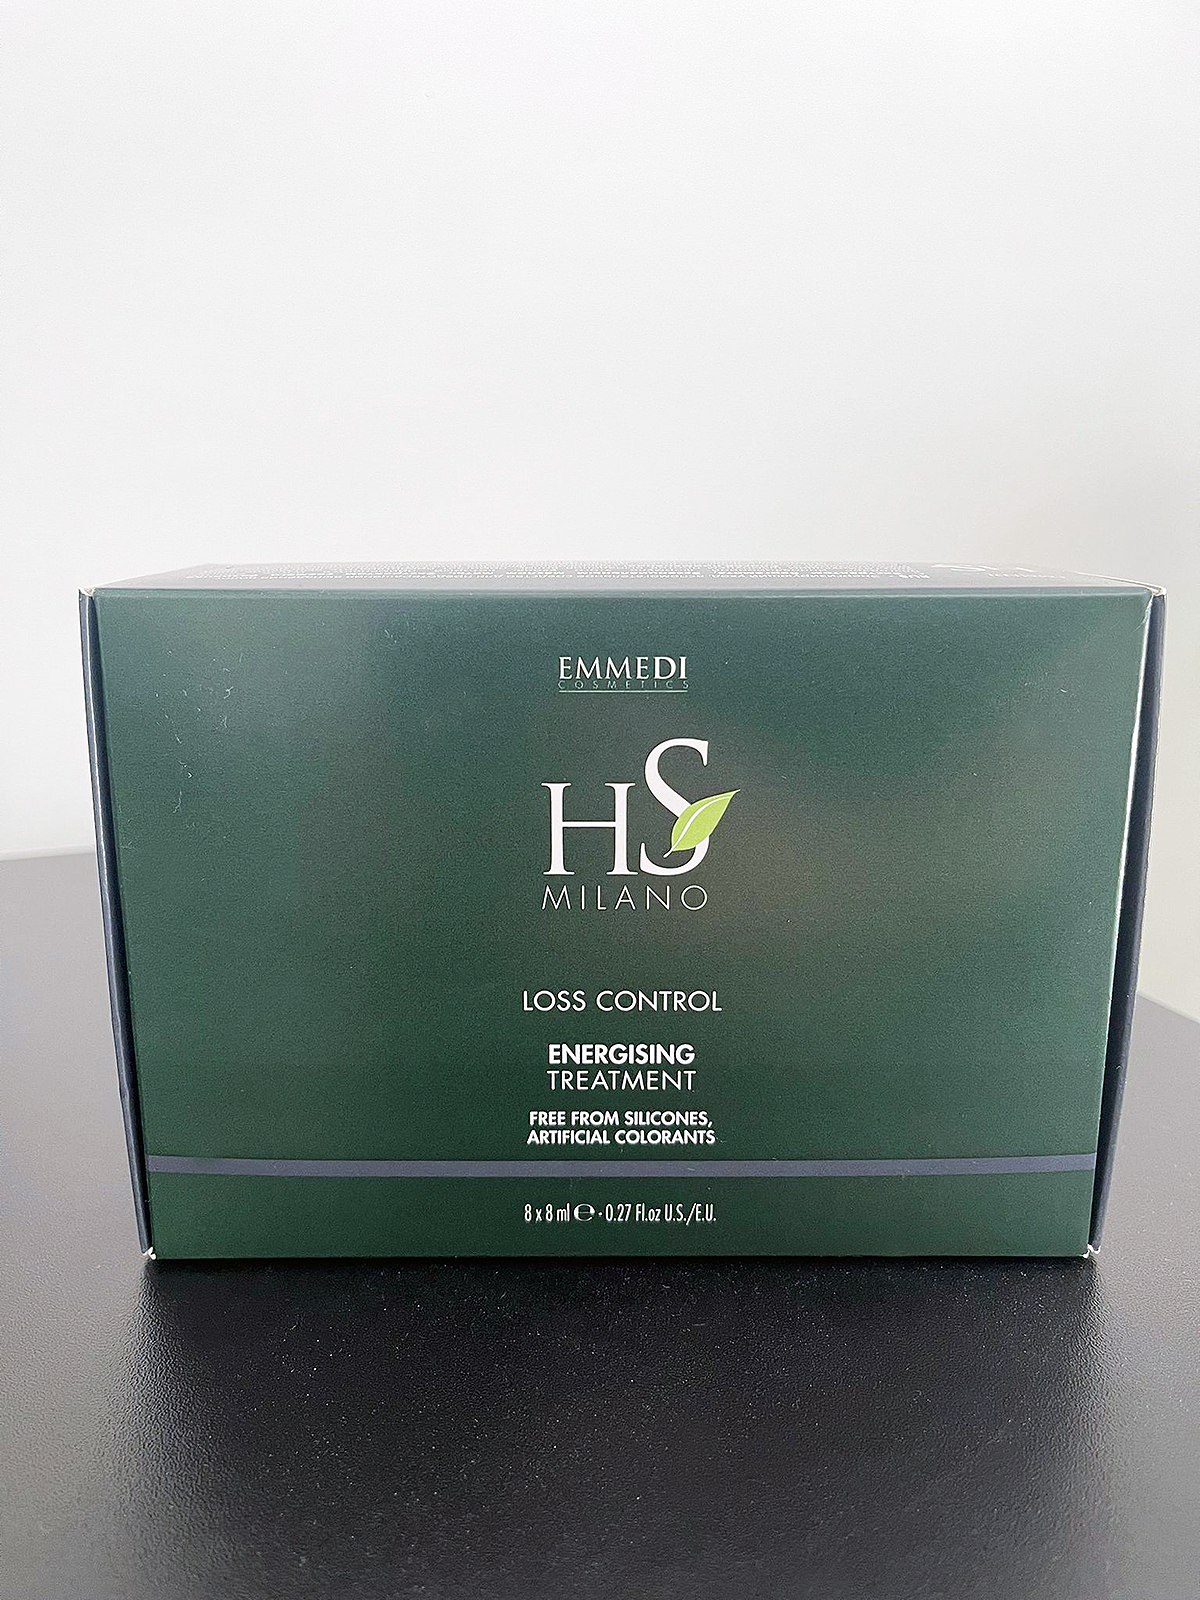 EMMEDI
COSMETICS
HS
MILANO
LOSS CONTROL
ENERGISING
TREATMENT
FREE FROM SILICONES,
ARTIFICIAL COLORANTS
8 x 8 ml ℮ - 0.27 Fl.oz U.S./E.U.